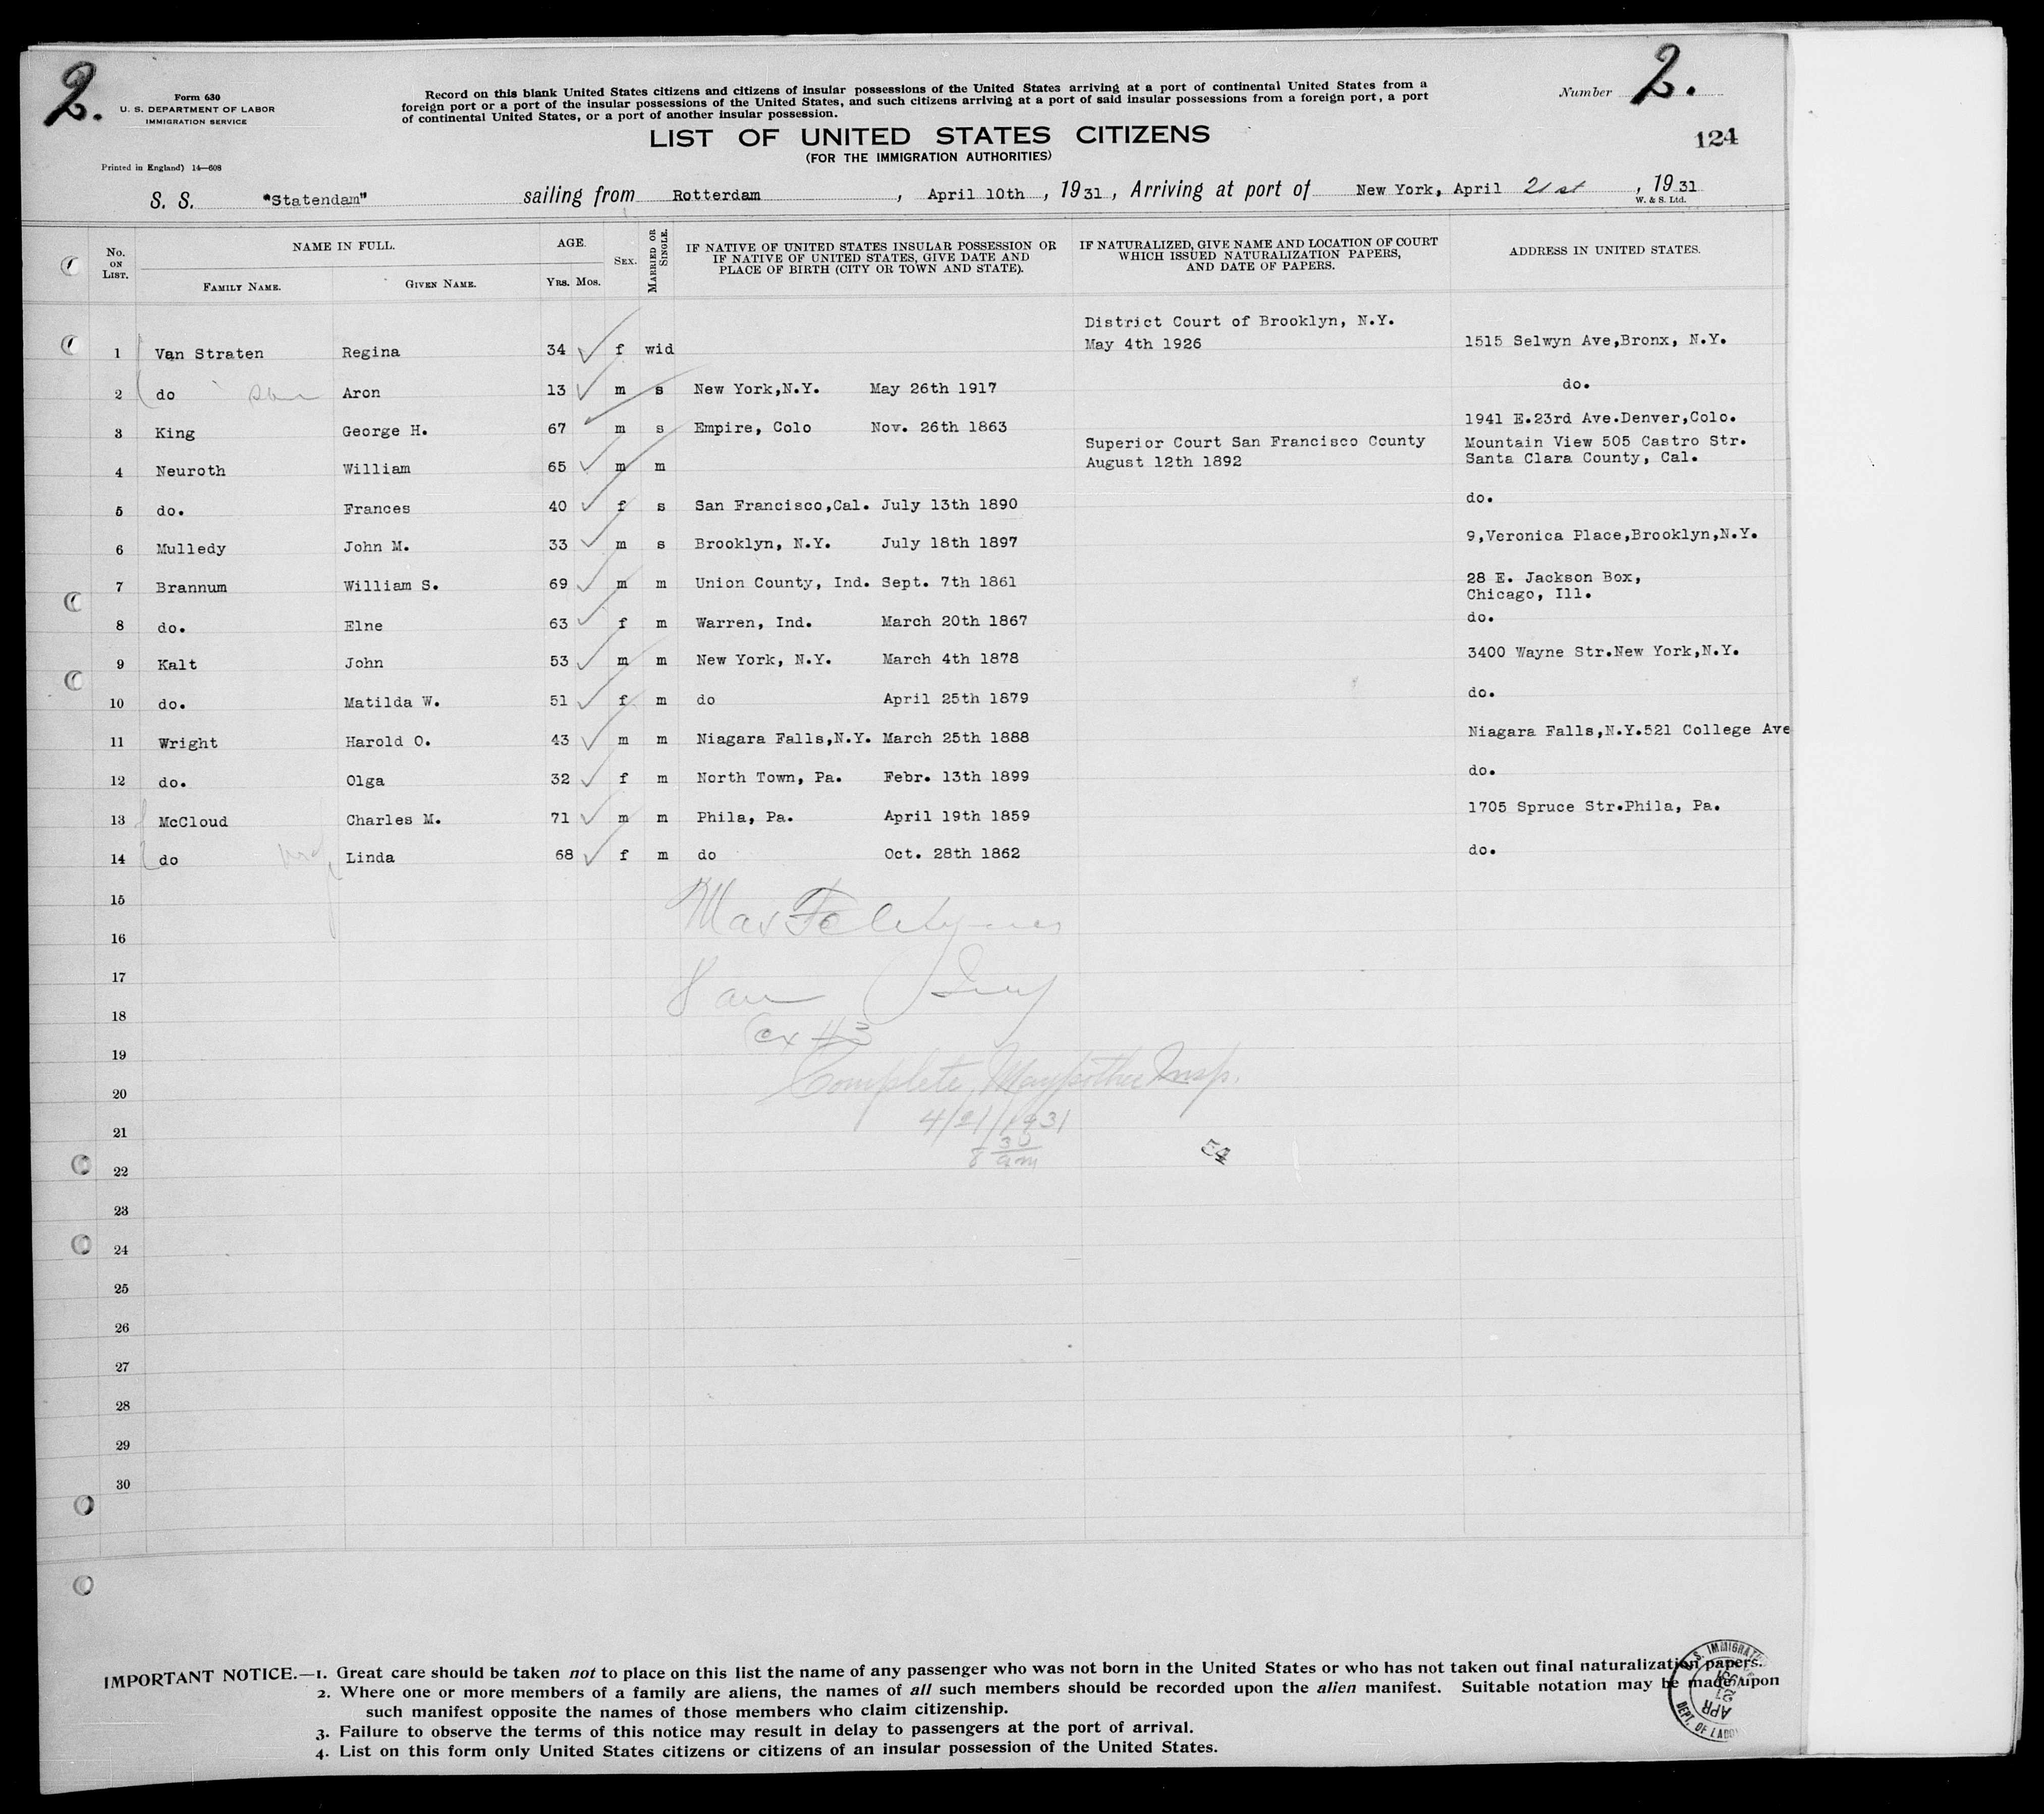 2.
Form 630
U. S. DEPARTMENT OF LABOR
IMMIGRATION SERVICE
Printed in England) 14—608
Record on this blank United States citizens and citizens of insular possessions of the United States arriving at a port of continental United States from a
foreign port or a port of the insular possessions of the United States, and such citizens arriving at a port of said insular possessions from a foreign port, a port
of continental United States, or a port of another insular possession.
Number 2.
LIST OF UNITED STATES CITIZENS
(FOR THE IMMIGRATION AUTHORITIES)
124
S. S. "Statendam" sailing from Rotterdam, April 10th, 1931, Arriving at port of New York, April 21st, 1931
W. & S. Ltd.
No. ON LIST. NAME IN FULL. AGE. SEX. MARRIED OR SINGLE. IF NATIVE OF UNITED STATES INSULAR POSSESSION OR IF NATIVE OF UNITED STATES, GIVE DATE AND PLACE OF BIRTH (CITY OR TOWN AND STATE). IF NATURALIZED, GIVE NAME AND LOCATION OF COURT WHICH ISSUED NATURALIZATION PAPERS, AND DATE OF PAPERS. ADDRESS IN UNITED STATES.
FAMILY NAME. GIVEN NAME. YRS. MOS.
District Court of Brooklyn, N.Y.
1 Van Straten Regina 34 f wid May 4th 1926 1515 Selwyn Ave,Bronx, N.Y.
2 do Aron 13 m s New York,N.Y. May 26th 1917 do.
3 King George H. 67 m s Empire, Colo Nov. 26th 1863 1941 E.23rd Ave.Denver,Colo.
Superior Court San Francisco County Mountain View 505 Castro Str.
4 Neuroth William 65 m m August 12th 1892 Santa Clara County, Cal.
5 do. Frances 40 f s San Francisco,Cal. July 13th 1890 do.
6 Mulledy John M. 33 m s Brooklyn, N.Y. July 18th 1897 9,Veronica Place,Brooklyn,N.Y.
7 Brannum William S. 69 m m Union County, Ind. Sept. 7th 1861 28 E. Jackson Box,
Chicago, Ill.
8 do. Elne 63 f m Warren, Ind. March 20th 1867 do.
9 Kalt John 53 m m New York, N.Y. March 4th 1878 3400 Wayne Str.New York,N.Y.
10 do. Matilda W. 51 f m do April 25th 1879 do.
11 Wright Harold O. 43 m m Niagara Falls,N.Y. March 25th 1888 Niagara Falls,N.Y.521 College Ave
12 do. Olga 32 f m North Town, Pa. Febr. 13th 1899 do.
13 McCloud Charles M. 71 m m Phila, Pa. April 19th 1859 1705 Spruce Str.Phila, Pa.
14 do Linda 68 f m do Oct. 28th 1862 do.
15
16
17
18
19
Complete Insp.
20
4/21/1931
21
8 30 am
54
22
23
24
25
26
27
28
29
30
IMPORTANT NOTICE.—1. Great care should be taken not to place on this list the name of any passenger who was not born in the United States or who has not taken out final naturalization papers.
2. Where one or more members of a family are aliens, the names of all such members should be recorded upon the alien manifest. Suitable notation may be made upon
such manifest opposite the names of those members who claim citizenship.
3. Failure to observe the terms of this notice may result in delay to passengers at the port of arrival.
4. List on this form only United States citizens or citizens of an insular possession of the United States.
APR 21 1931
DEPT. OF LABOR